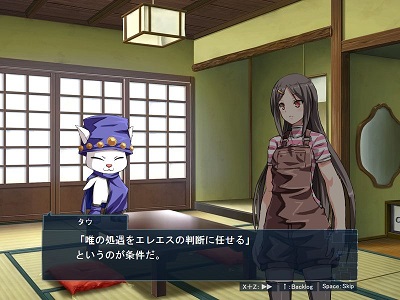 タウ
「唯の処遇をエレエスの判断に任せる」
というのが条件だ。
X+Z: ▶▶ | ↑: Backlog | Space: Skip